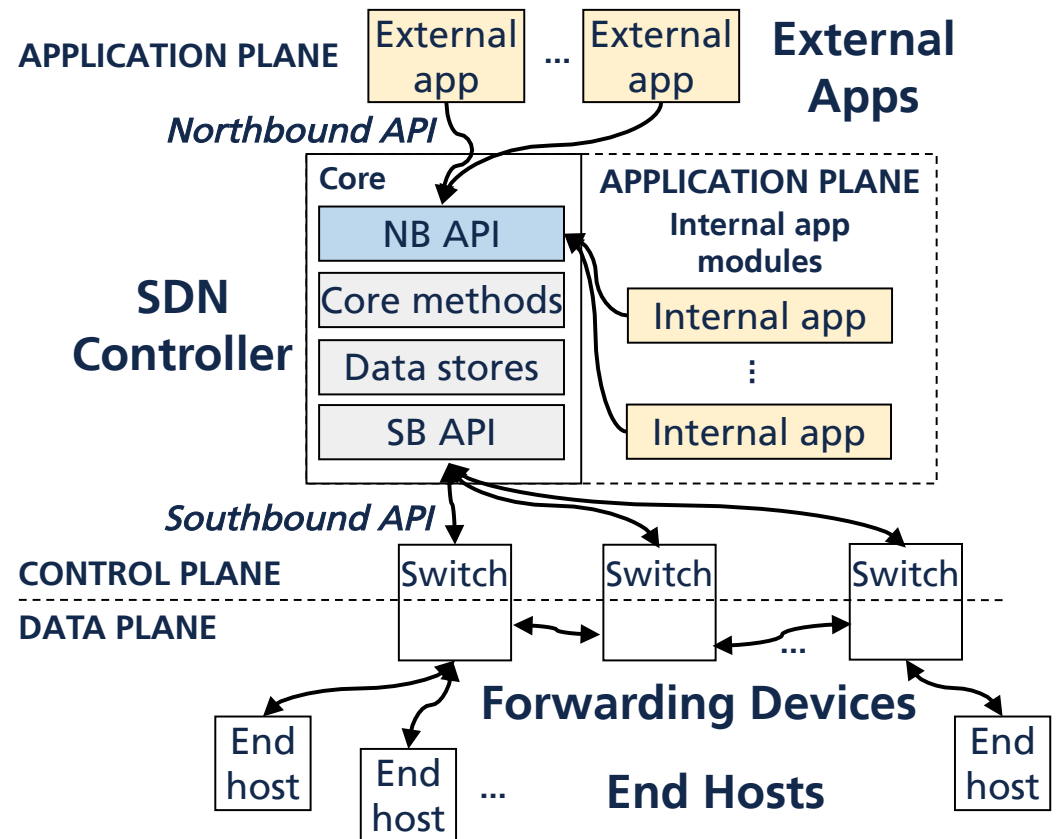 APPLICATION PLANE
External
app
...
External
app
External
Apps
Northbound API
Core
NB API
Core methods
Data stores
SB API
APPLICATION PLANE
Internal app
modules
Internal app
...
Internal app
SDN
Controller
Southbound API
CONTROL PLANE
DATA PLANE
Switch
Switch
Switch
...
Forwarding Devices
End
host
End
host
...
End
host
End Hosts